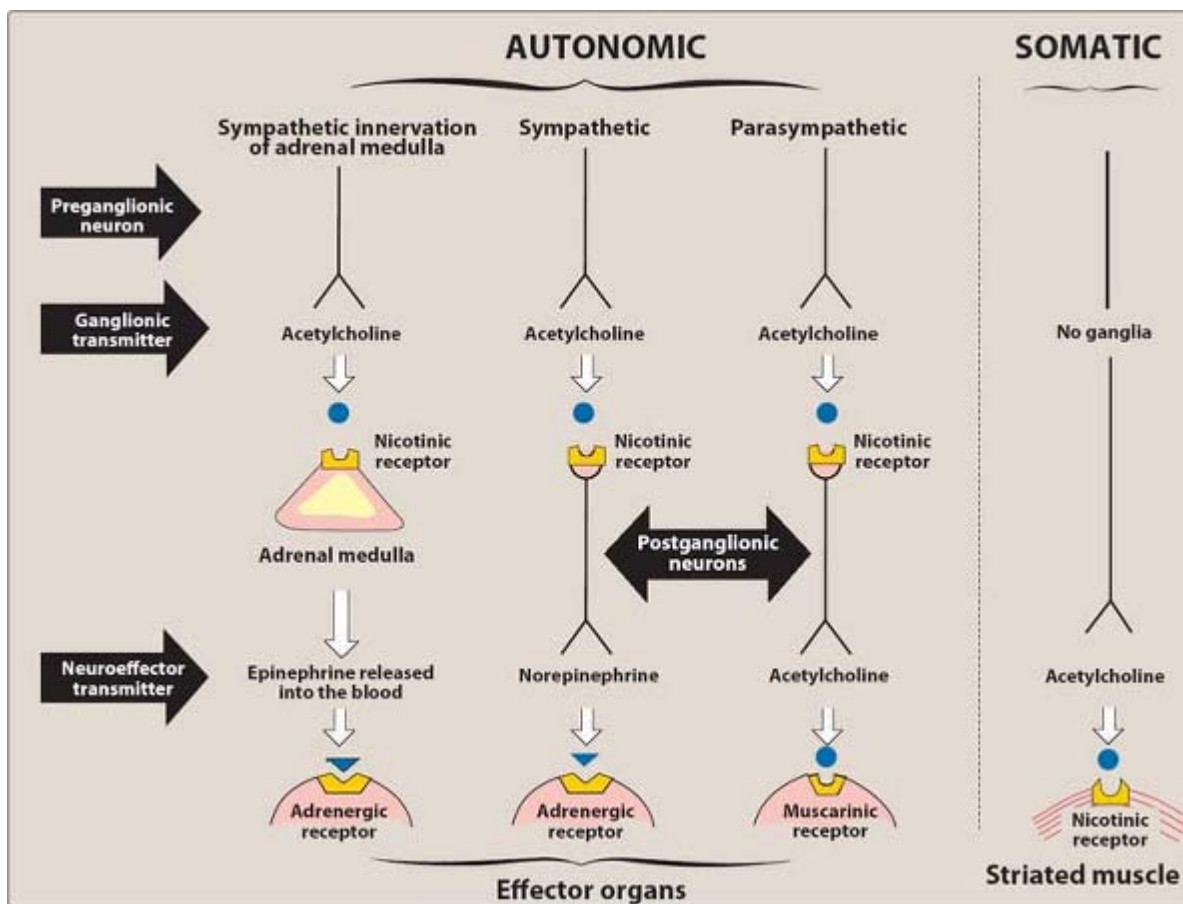 AUTONOMIC
SOMATIC
Sympathetic innervation
of adrenal medulla
Sympathetic
Parasympathetic
Preganglionic
neuron
Ganglionic
transmitter
Acetylcholine
Acetylcholine
Acetylcholine
No ganglia
Nicotinic
receptor
Nicotinic
receptor
Nicotinic
receptor
Adrenal medulla
Postganglionic
neurons
Neuroeffector
transmitter
Epinephrine released
into the blood
Norepinephrine
Acetylcholine
Acetylcholine
Adrenergic
receptor
Adrenergic
receptor
Muscarinic
receptor
Nicotinic
receptor
Effector organs
Striated muscle